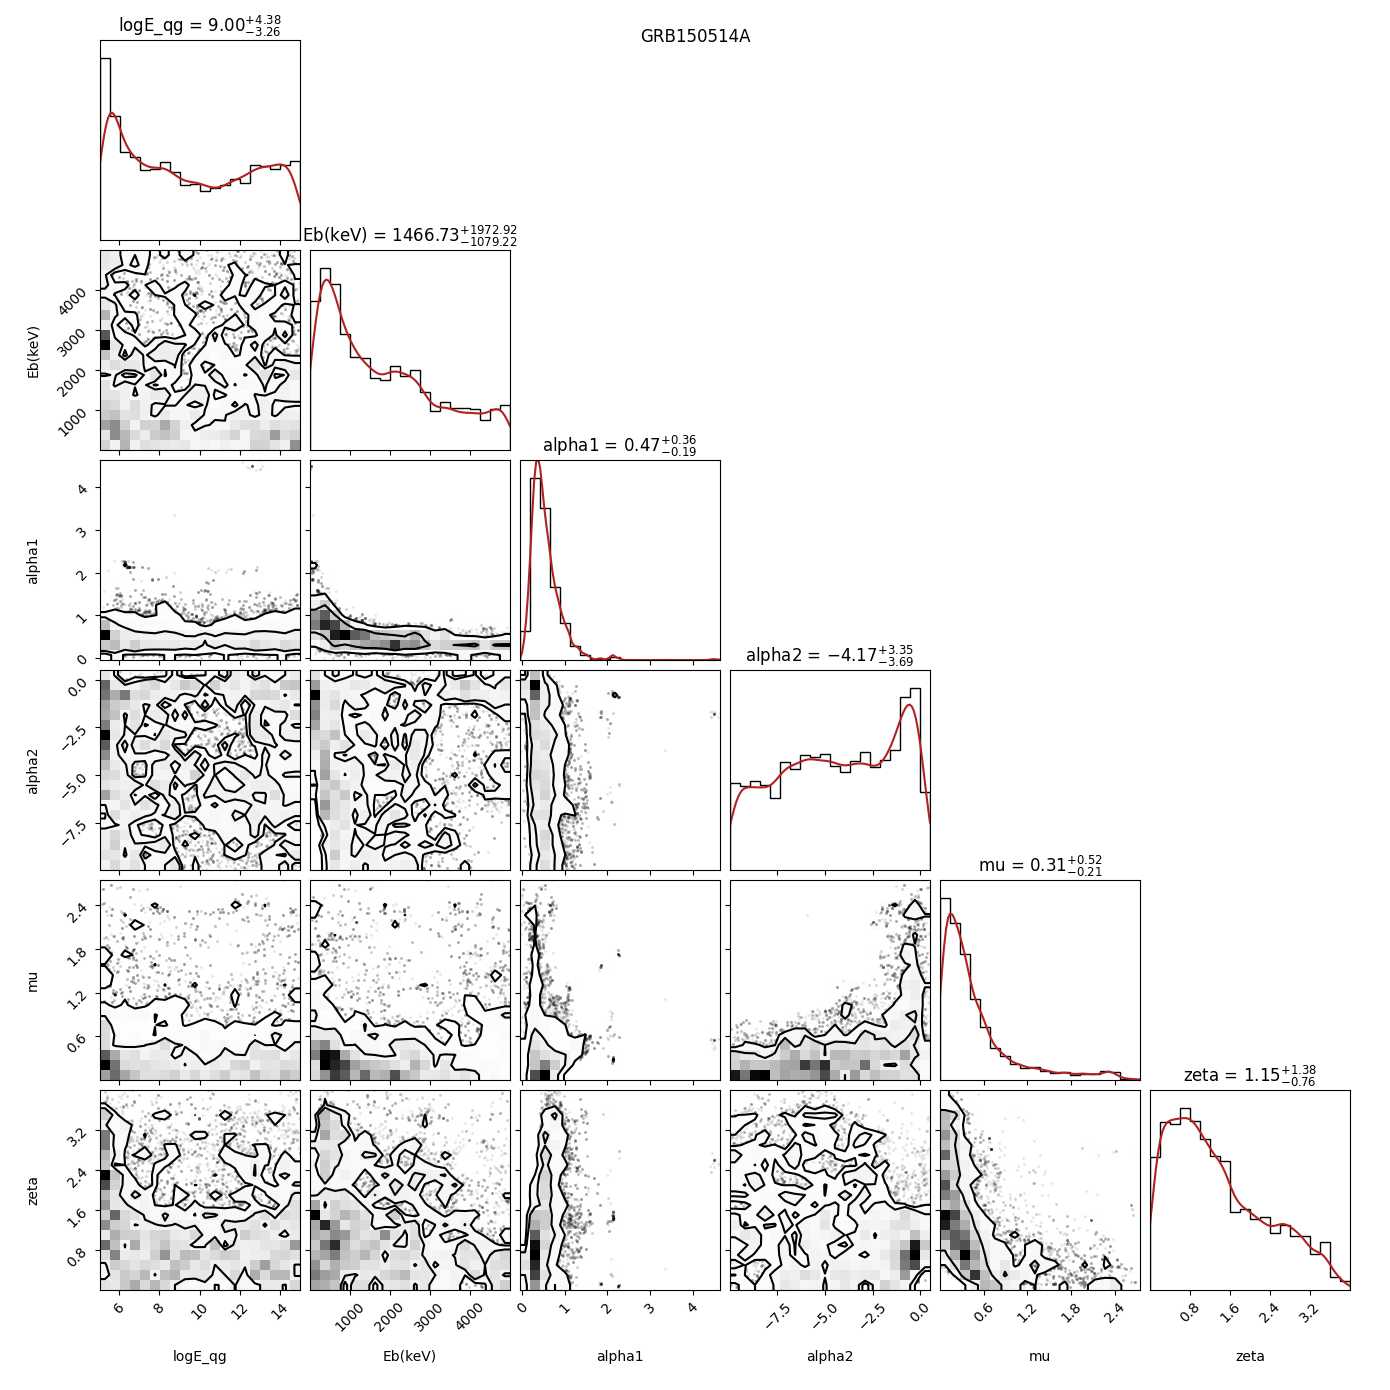 GRB150514A
logE_qg = 9.00+4.38−3.26
Eb(keV) = 1466.73+1972.92−1079.22
alpha1 = 0.47+0.36−0.19
alpha2 = −4.17+3.35−3.69
mu = 0.31+0.52−0.21
zeta = 1.15+1.38−0.76
Eb(keV)
4000
3000
2000
1000
alpha1
4
3
2
1
0
alpha2
0.0
−2.5
−5.0
−7.5
mu
2.4
1.8
1.2
0.6
zeta
3.2
2.4
1.6
0.8
6 8 10 12 14
1000 2000 3000 4000
0 1 2 3 4
−7.5 −5.0 −2.5 0.0
0.6 1.2 1.8 2.4
0.8 1.6 2.4 3.2
logE_qg Eb(keV) alpha1 alpha2 mu zeta